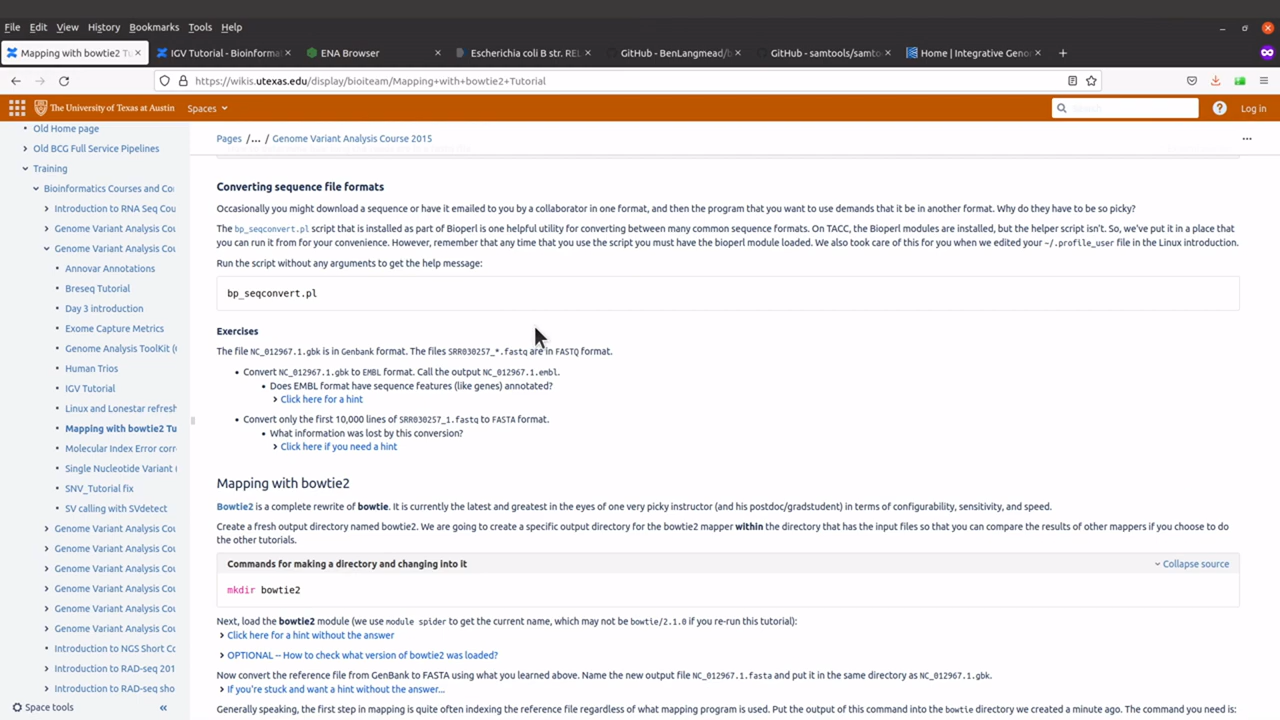 File Edit View History Bookmarks Tools Help
Mapping with bowtie2 Tu
IGV Tutorial - Bioinforma
ENA Browser
Escherichia coli B str. REL
GitHub - BenLangmead/b
GitHub - samtools/samto
Home | Integrative Geno
https://wikis.utexas.edu/display/bioiteam/Mapping+with+bowtie2+Tutorial
The University of Texas at Austin
Spaces
Search
Log in
Old Home page
Old BCG Full Service Pipelines
Training
Bioinformatics Courses and Co
Introduction to RNA Seq Cou
Genome Variant Analysis Cou
Genome Variant Analysis Cou
Annovar Annotations
Breseq Tutorial
Day 3 introduction
Exome Capture Metrics
Genome Analysis ToolKit (G
Human Trios
IGV Tutorial
Linux and Lonestar refresh
Mapping with bowtie2 Tu
Molecular Index Error corr
Single Nucleotide Variant (
SNV_Tutorial fix
SV calling with SVdetect
Genome Variant Analysis Cou
Genome Variant Analysis Cou
Genome Variant Analysis Cou
Genome Variant Analysis Cou
Genome Variant Analysis Cou
Genome Variant Analysis Cou
Introduction to NGS Short Co
Introduction to RAD-seq 201
Introduction to RAD-seq sho
Space tools
Pages /... / Genome Variant Analysis Course 2015
Converting sequence file formats
Occasionally you might download a sequence or have it emailed to you by a collaborator in one format, and then the program that you want to use demands that it be in another format. Why do they have to be so picky?
The bp_seqconvert.pl script that is installed as part of Bioperl is one helpful utility for converting between many common sequence formats. On TACC, the Bioperl modules are installed, but the helper script isn't. So, we've put it in a place that
you can run it from for your convenience. However, remember that any time that you use the script you must have the bioperl module loaded. We also took care of this for you when we edited your ~/.profile_user file in the Linux introduction.
Run the script without any arguments to get the help message:
bp_seqconvert.pl
Exercises
The file NC_012967.1.gbk is in Genbank format. The files SRR030257_*.fastq are in FASTQ format.
Convert NC_012967.1.gbk to EMBL format. Call the output NC_012967.1.embl.
Does EMBL format have sequence features (like genes) annotated?
Click here for a hint
Convert only the first 10,000 lines of SRR030257_1.fastq to FASTA format.
What information was lost by this conversion?
Click here if you need a hint
Mapping with bowtie2
Bowtie2 is a complete rewrite of bowtie. It is currently the latest and greatest in the eyes of one very picky instructor (and his postdoc/gradstudent) in terms of configurability, sensitivity, and speed.
Create a fresh output directory named bowtie2. We are going to create a specific output directory for the bowtie2 mapper within the directory that has the input files so that you can compare the results of other mappers if you choose to do
the other tutorials.
Commands for making a directory and changing into it
Collapse source
mkdir bowtie2
Next, load the bowtie2 module (we use module spider to get the current name, which may not be bowtie/2.1.0 if you re-run this tutorial):
Click here for a hint without the answer
OPTIONAL -- How to check what version of bowtie2 was loaded?
Now convert the reference file from GenBank to FASTA using what you learned above. Name the new output file NC_012967.1.fasta and put it in the same directory as NC_012967.1.gbk.
If you're stuck and want a hint without the answer...
Generally speaking, the first step in mapping is quite often indexing the reference file regardless of what mapping program is used. Put the output of this command into the bowtie directory we created a minute ago. The command you need is: